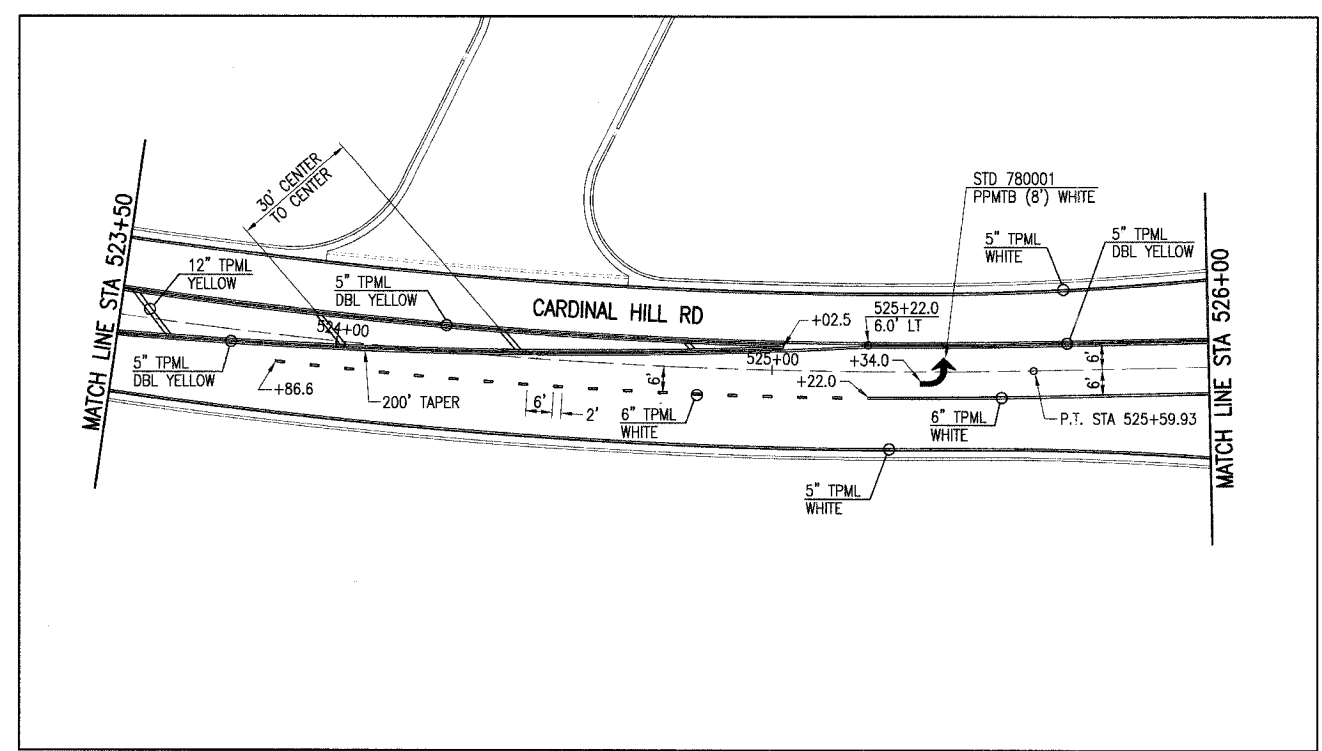 STD 780001
PPMTB (8') WHITE
30' CENTER
TO CENTER
MATCH LINE STA 523+50
12" TPML
YELLOW
5" TPML
DBL YELLOW
CARDINAL HILL RD
5" TPML
WHITE
5" TPML
DBL YELLOW
MATCH LINE STA 526+00
524+00
+02.5
525+22.0
6.0' LT
525+00
+34.0
6'
6'
5" TPML
DBL YELLOW
+86.6
200' TAPER
6'
2'
6'
6" TPML
WHITE
+22.0
6" TPML
WHITE
P.T. STA 525+59.93
5" TPML
WHITE